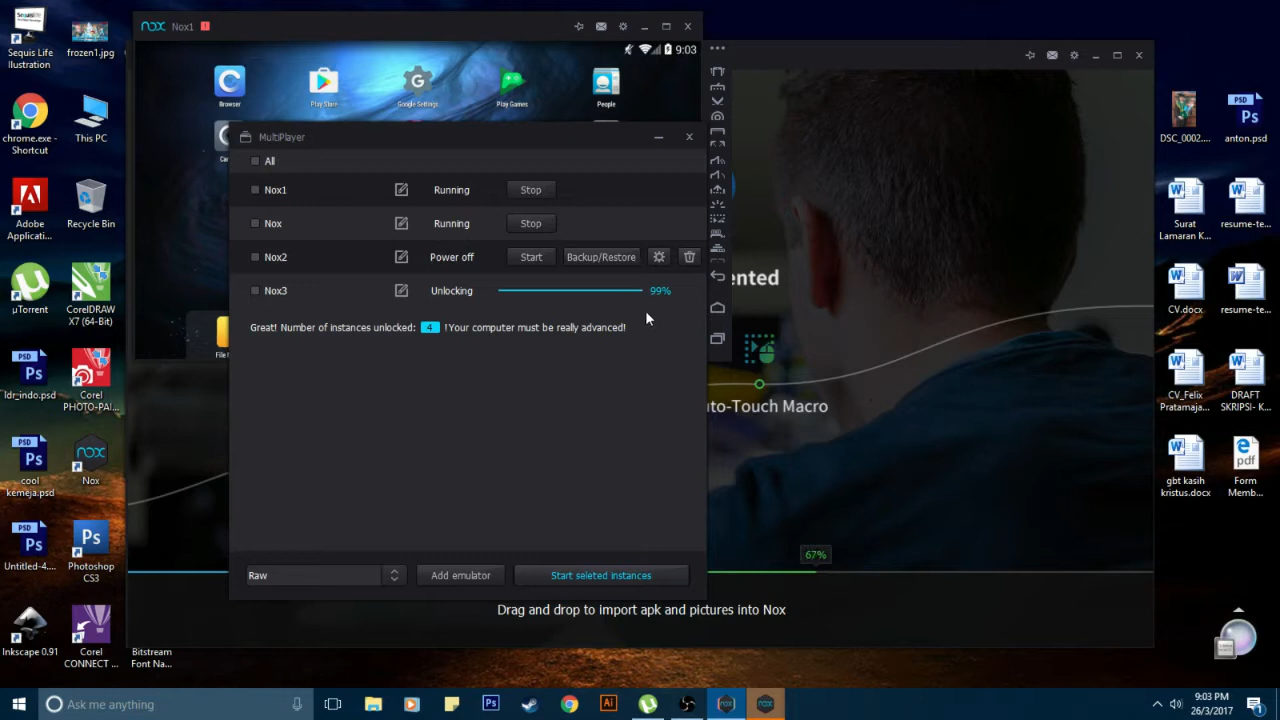 Sequis Life
Illustration
frozen1.jpg
chrome.exe -
Shortcut
This PC
Adobe
Applicati...
Recycle Bin
µTorrent
CorelDRAW
X7 (64-Bit)
ldr_indo.psd
Corel
PHOTO-PAI...
cool
kemeja.psd
Nox
Untitled-4....
Photoshop
CS3
Inkscape 0.91
Corel
CONNECT ...
Bitstream
Font Na...
nox Nox1
9:03
Browser
Play Store
Google Settings
Play Games
People
MultiPlayer
All
Nox1 Running Stop
Nox Running Stop
Nox2 Power off Start Backup/Restore
Nox3 Unlocking 99%
Great! Number of instances unlocked: 4 !Your computer must be really advanced!
Raw Add emulator Start seleted instances
ented
uto-Touch Macro
67%
Drag and drop to import apk and pictures into Nox
DSC_0002....
anton.psd
Surat
Lamaran K...
resume-te...
CV.docx
resume-te...
CV_Felix
Pratamaja...
DRAFT
SKRIPSI- K...
gbt kasih
kristus.docx
Form
Memb...
Ask me anything
9:03 PM
26/3/2017